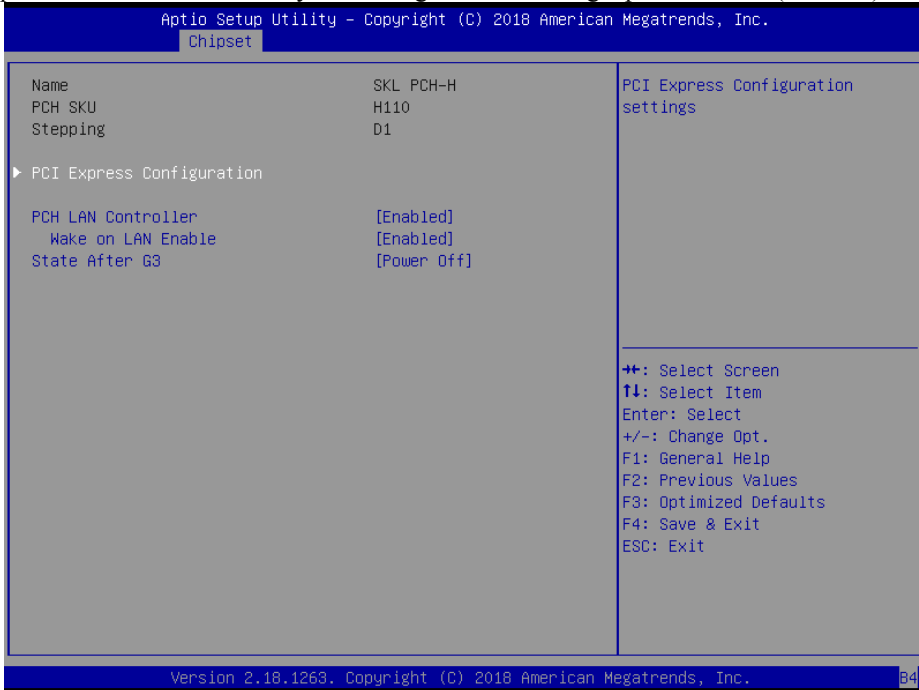 Aptio Setup Utility – Copyright (C) 2018 American Megatrends, Inc.
Chipset
Name SKL PCH-H
PCH SKU H110
Stepping D1
PCI Express Configuration
PCH LAN Controller [Enabled]
Wake on LAN Enable [Enabled]
State After G3 [Power Off]
PCI Express Configuration
settings
→←: Select Screen
↑↓: Select Item
Enter: Select
+/-: Change Opt.
F1: General Help
F2: Previous Values
F3: Optimized Defaults
F4: Save & Exit
ESC: Exit
Version 2.18.1263. Copyright (C) 2018 American Megatrends, Inc.
B4